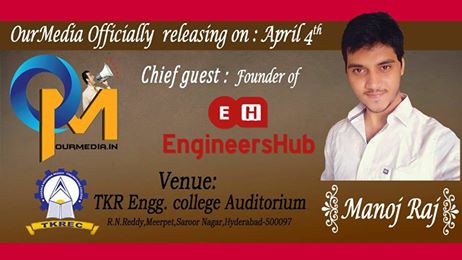 OurMedia Officially releasing on : April 4th
Chief guest : Founder of
OM
OURMEDIA.IN
E H
EngineersHub
Venue:
TKR Engg. college Auditorium
R.N.Reddy,Meerpet,Saroor Nagar,Hyderabad-500097
TKREC
Manoj Raj